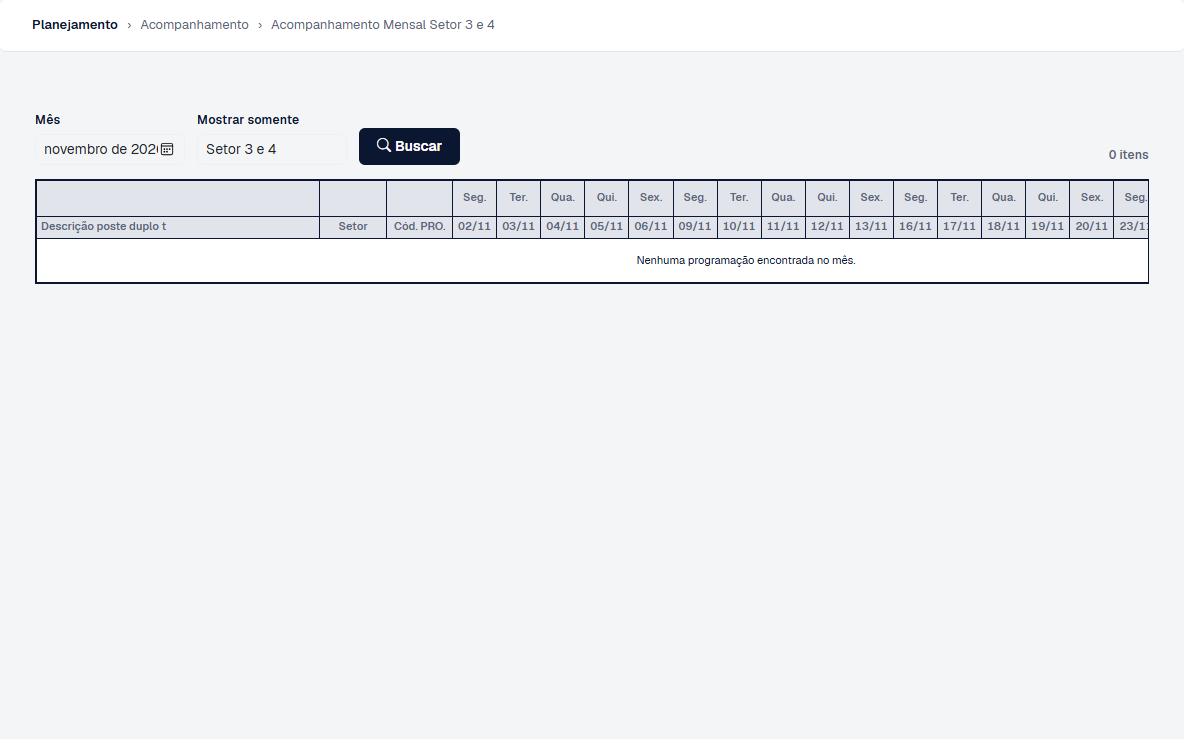 Planejamento › Acompanhamento › Acompanhamento Mensal Setor 3 e 4
Mês
Mostrar somente
novembro de 202
Setor 3 e 4
Buscar
0 itens
Seg. Ter. Qua. Qui. Sex. Seg. Ter. Qua. Qui. Sex. Seg. Ter. Qua. Qui. Sex. Seg.
Descrição poste duplo t Setor Cód. PRO. 02/11 03/11 04/11 05/11 06/11 09/11 10/11 11/11 12/11 13/11 16/11 17/11 18/11 19/11 20/11 23/1
Nenhuma programação encontrada no mês.